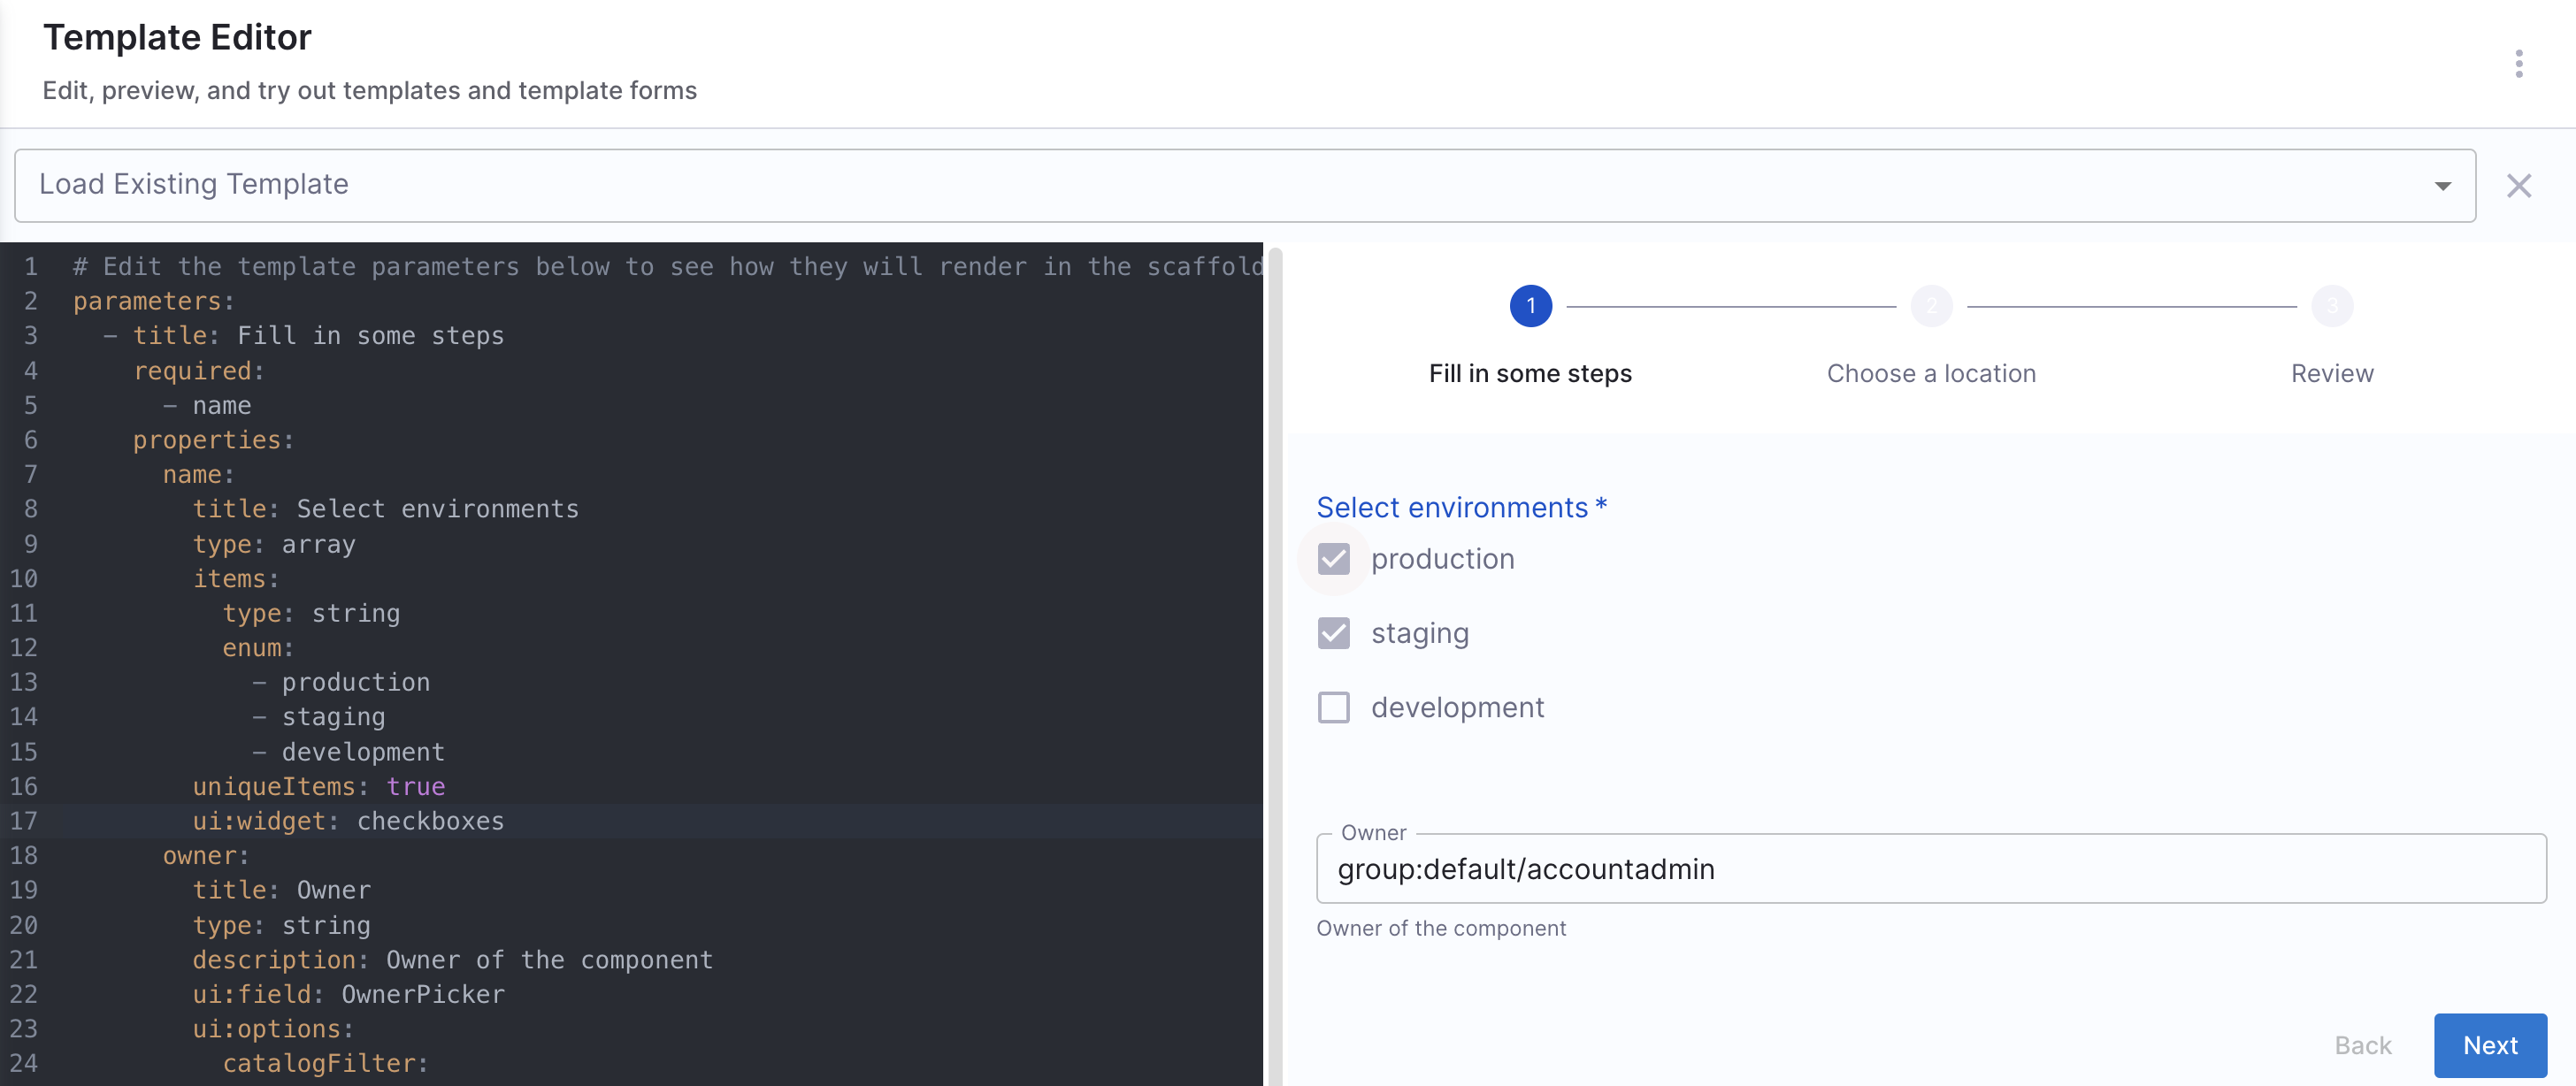 Template Editor
Edit, preview, and try out templates and template forms
Load Existing Template
1 # Edit the template parameters below to see how they will render in the scaffold
2 parameters:
3 - title: Fill in some steps
4 required:
5 - name
6 properties:
7 name:
8 title: Select environments
9 type: array
10 items:
11 type: string
12 enum:
13 - production
14 - staging
15 - development
16 uniqueItems: true
17 ui:widget: checkboxes
18 owner:
19 title: Owner
20 type: string
21 description: Owner of the component
22 ui:field: OwnerPicker
23 ui:options:
24 catalogFilter:
1 2 3
Fill in some steps Choose a location Review
Select environments *
production
staging
development
Owner
group:default/accountadmin
Owner of the component
Back Next